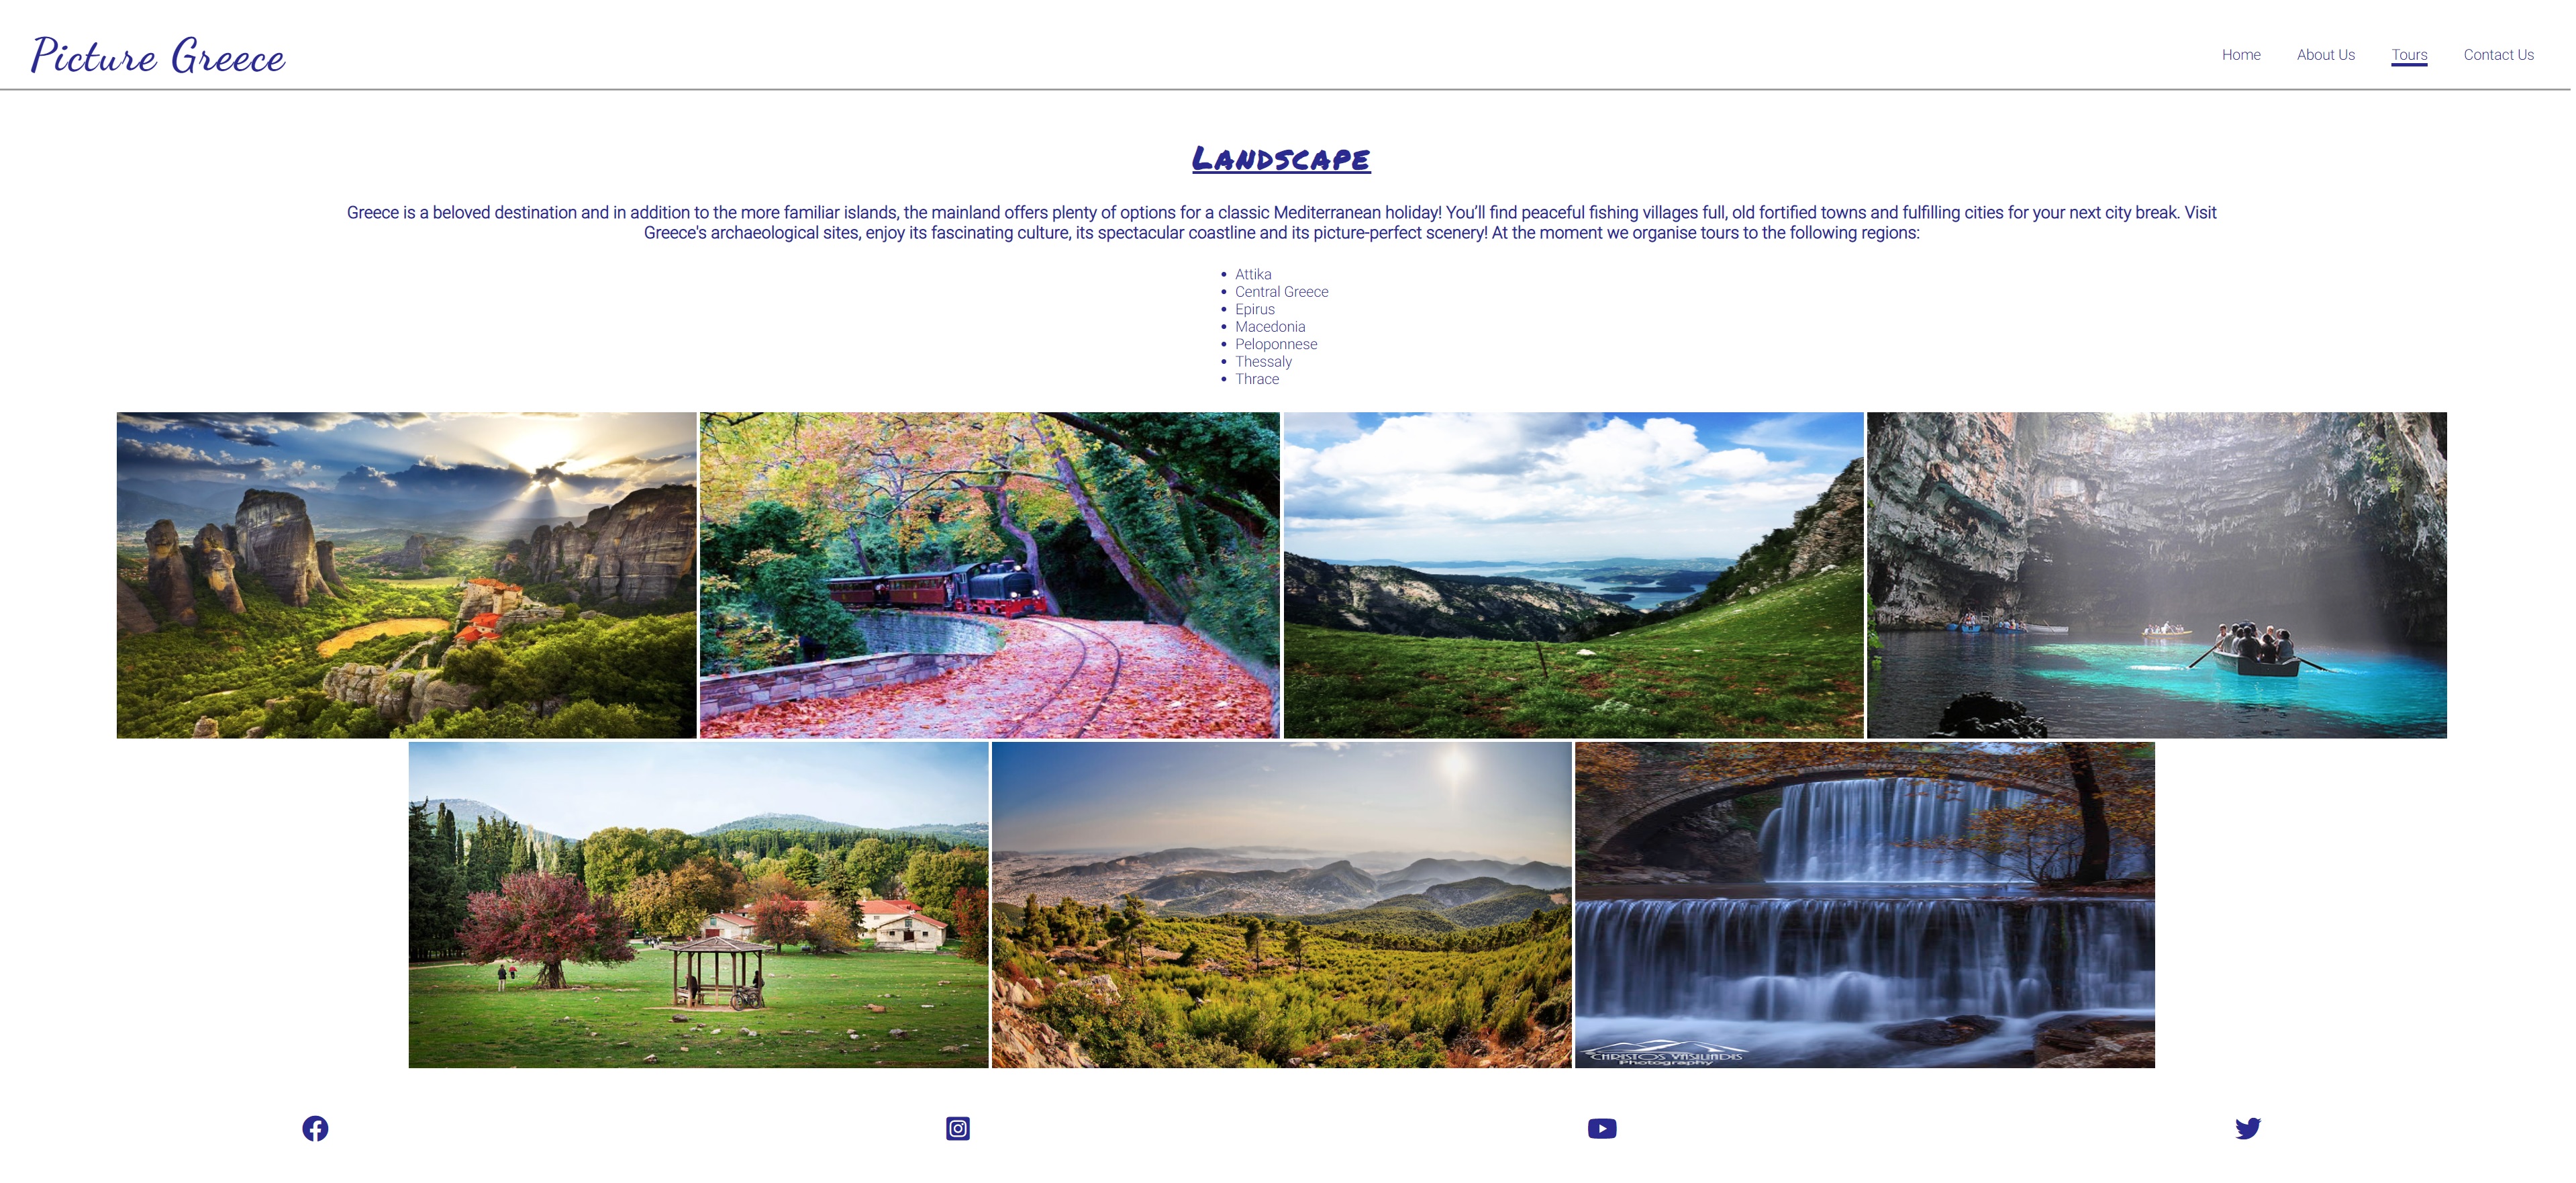 Picture Greece
Home About Us Tours Contact Us
Landscape
Greece is a beloved destination and in addition to the more familiar islands, the mainland offers plenty of options for a classic Mediterranean holiday! You'll find peaceful fishing villages full, old fortified towns and fulfilling cities for your next city break. Visit
Greece's archaeological sites, enjoy its fascinating culture, its spectacular coastline and its picture-perfect scenery! At the moment we organise tours to the following regions:
Attika
Central Greece
Epirus
Macedonia
Peloponnese
Thessaly
Thrace
CHRISTOS VASILIADIS
Photography